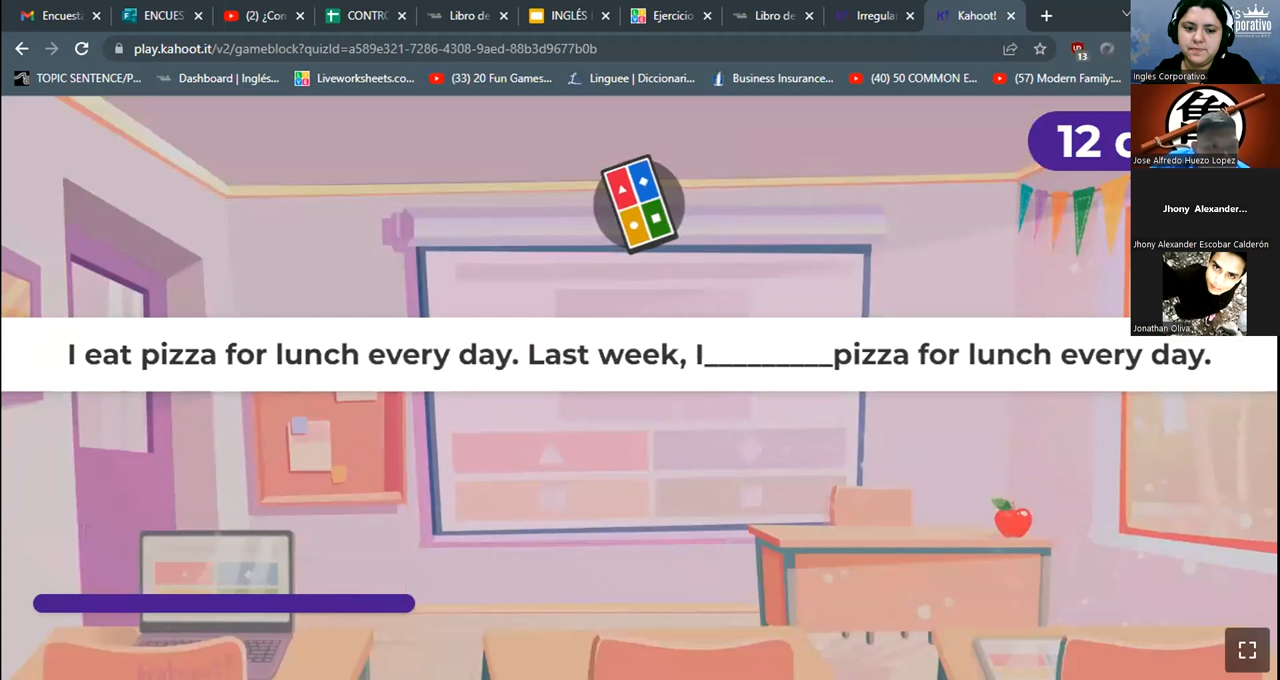 Encuest
ENCUES
(2) ¿Con
CONTRO
Libro de
INGLÉS
Ejercicio
Libro de
Irregula
Kahoot!
play.kahoot.it/v2/gameblock?quizId=a589e321-7286-4308-9aed-88b3d9677b0b
13
TOPIC SENTENCE/P...
Dashboard | Inglés...
Liveworksheets.co...
(33) 20 Fun Games...
Linguee | Diccionari...
Business Insurance...
(40) 50 COMMON E...
(57) Modern Family:...
Ingles Corporativo
Jose Alfredo Huezo Lopez
Jhony Alexander...
Jhony Alexander Escobar Calderón
Jonathan Oliva
12
I eat pizza for lunch every day. Last week, I_________pizza for lunch every day.